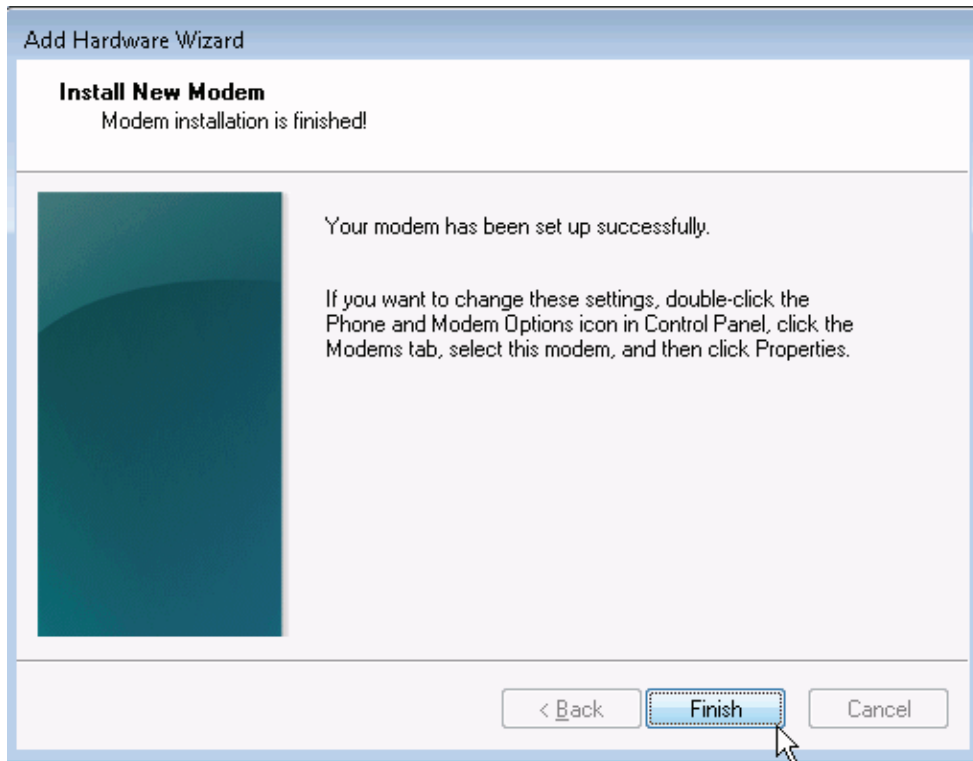 Add Hardware Wizard
Install New Modem
Modem installation is finished!
Your modem has been set up successfully.
If you want to change these settings, double-click the
Phone and Modem Options icon in Control Panel, click the
Modems tab, select this modem, and then click Properties.
< Back Finish Cancel